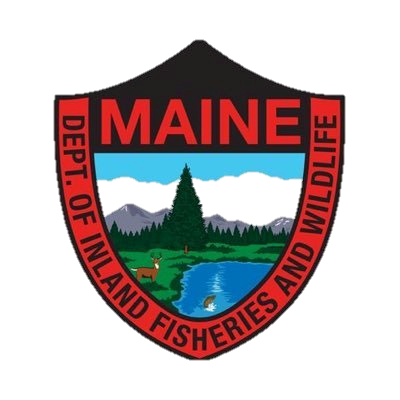 MAINE
DEPT. OF INLAND FISHERIES AND WILDLIFE